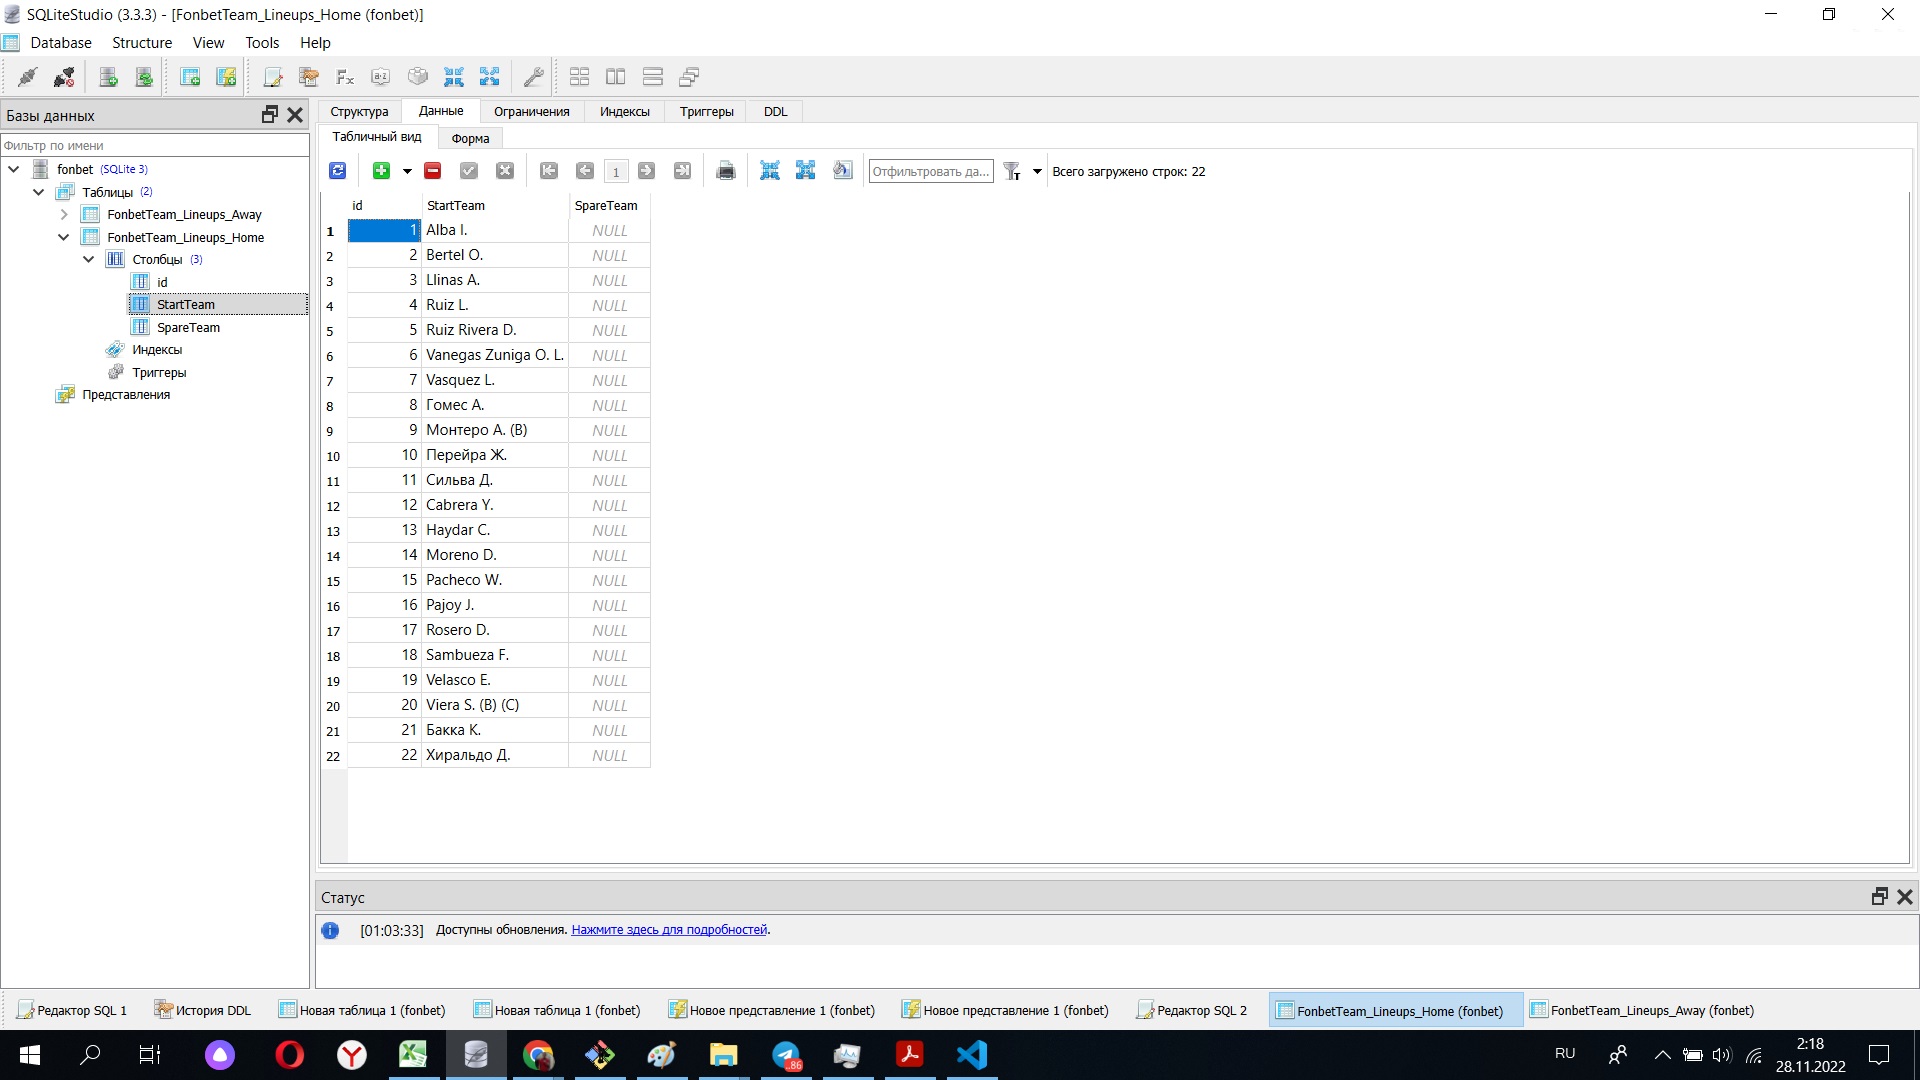 SQLiteStudio (3.3.3) - [FonbetTeam_Lineups_Home (fonbet)]
Database Structure View Tools Help
Базы данных
Фильтр по имени
fonbet (SQLite 3)
Таблицы (2)
FonbetTeam_Lineups_Away
FonbetTeam_Lineups_Home
Столбцы (3)
id
StartTeam
SpareTeam
Индексы
Триггеры
Представления
Структура Данные Ограничения Индексы Триггеры DDL
Табличный вид Форма
1 Отфильтровать да... Всего загружено строк: 22
id StartTeam SpareTeam
1 1 Alba I. NULL
2 2 Bertel O. NULL
3 3 Llinas A. NULL
4 4 Ruiz L. NULL
5 5 Ruiz Rivera D. NULL
6 6 Vanegas Zuniga O. L. NULL
7 7 Vasquez L. NULL
8 8 Гомес А. NULL
9 9 Монтеро А. (В) NULL
10 10 Перейра Ж. NULL
11 11 Сильва Д. NULL
12 12 Cabrera Y. NULL
13 13 Haydar C. NULL
14 14 Moreno D. NULL
15 15 Pacheco W. NULL
16 16 Pajoy J. NULL
17 17 Rosero D. NULL
18 18 Sambueza F. NULL
19 19 Velasco E. NULL
20 20 Viera S. (В) (С) NULL
21 21 Бакка К. NULL
22 22 Хиральдо Д. NULL
Статус
[01:03:33] Доступны обновления. Нажмите здесь для подробностей.
Редактор SQL 1 История DDL Новая таблица 1 (fonbet) Новая таблица 1 (fonbet) Новое представление 1 (fonbet) Новое представление 1 (fonbet) Редактор SQL 2 FonbetTeam_Lineups_Home (fonbet) FonbetTeam_Lineups_Away (fonbet)
..86
RU
2:18
28.11.2022